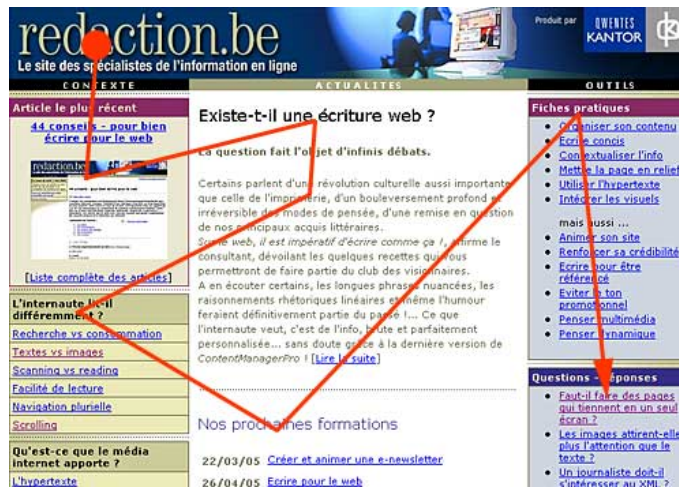 redaction.be
Le site des spécialistes de l'information en ligne
Produit par
QWENTES
KANTOR
CONTEXTE
ACTUALITES
OUTILS
Article le plus récent
44 conseils - pour bien
écrire pour le web
redaction.be
[Liste complète des articles]
L'internaute lit-il
différemment ?
Recherche vs consommation
Textes vs images
Scanning vs reading
Facilité de lecture
Navigation plurielle
Scrolling
Qu'est-ce que le média
internet apporte ?
L'hypertexte
Existe-t-il une écriture web ?
La question fait l'objet d'infinis débats.
Certains parlent d'une révolution culturelle aussi importante
que celle de l'imprimerie, d'un bouleversement profond et
irréversible des modes de pensée, d'une remise en question
de nos principaux acquis littéraires.
Sur le web, il est impératif d'écrire comme ça !, affirme le
consultant, dévoilant les quelques recettes qui vous
permettront de faire partie du club des visionnaires.
A en écouter certains, les longues phrases nuancées, les
raisonnements rhétoriques linéaires et même l'humour
feraient définitivement partie du passé !... Ce que
l'internaute veut, c'est de l'info, brute et parfaitement
personnalisée... sans doute grâce à la dernière version de
ContentManagerPro ! [Lire la suite]
Nos prochaines formations
22/03/05 Créer et animer une e-newsletter
26/04/05 Ecrire pour le web
Fiches pratiques
Organiser son contenu
Ecrire concis
Contextualiser l'info
Mettre la page en relief
Utiliser l'hypertexte
Intégrer les visuels
mais aussi ...
Animer son site
Renforcer sa crédibilité
Ecrire pour être
référencé
Eviter le ton
promotionnel
Penser multimédia
Penser dynamique
Questions - réponses
Faut-il faire des pages
qui tiennent en un seul
écran ?
Les images attirent-elle
plus l'attention que le
texte ?
Un journaliste doit-il
s'intéresser au XML ?